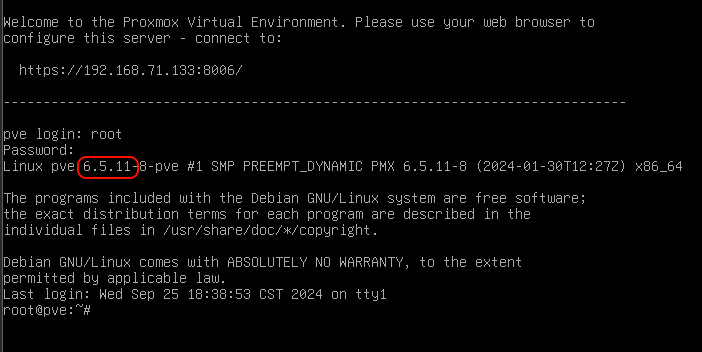 Welcome to the Proxmox Virtual Environment. Please use your web browser to
configure this server - connect to:
https://192.168.71.133:8006/
------------------------------------------------------------------------------
pve login: root
Password:
Linux pve 6.5.11-8-pve #1 SMP PREEMPT_DYNAMIC PMX 6.5.11-8 (2024-01-30T12:27Z) x86_64
The programs included with the Debian GNU/Linux system are free software;
the exact distribution terms for each program are described in the
individual files in /usr/share/doc/*/copyright.
Debian GNU/Linux comes with ABSOLUTELY NO WARRANTY, to the extent
permitted by applicable law.
Last login: Wed Sep 25 18:38:53 CST 2024 on tty1
root@pve:~#